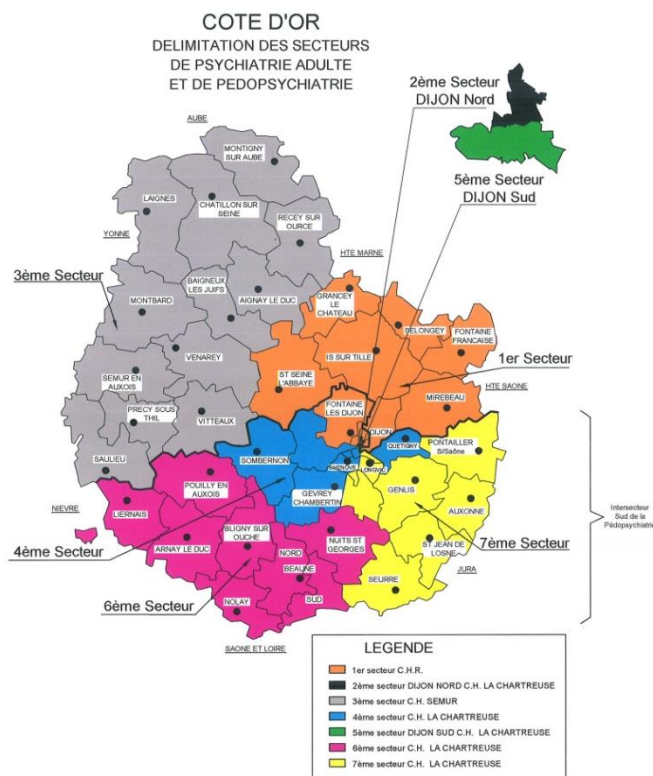 COTE D'OR
DELIMITATION DES SECTEURS
DE PSYCHIATRIE ADULTE
ET DE PEDOPSYCHIATRIE
2ème Secteur
DIJON Nord
5ème Secteur
DIJON Sud
AUBE
MONTIGNY
SUR AUBE
LAIGNES
CHATILLON SUR
SEINE
RECEY SUR
OURCE
YONNE
HTE MARNE
3ème Secteur
BAIGNEUX
LES JUIFS
AIGNAY LE DUC
GRANCEY
LE
CHATEAU
MONTBARD
SELONGEY
FONTAINE
FRANCAISE
VENAREY
IS SUR TILLE
1er Secteur
SEMUR EN
AUXOIS
ST SEINE
L'ABBAYE
HTE SAONE
MIREBEAU
PRECY SOUS
THIL
VITTEAUX
FONTAINE
LES DIJON
DIJON
QUETIGNY
PONTAILLER
S/Saône
SAULIEU
SOMBERNON
CHENOVE
LONGVIC
POUILLY EN
AUXOIS
GEVREY
CHAMBERTIN
GENLIS
AUXONNE
NIEVRE
LIERNAIS
Intersecteur
Sud de la
Pédopsychiatrie
4ème Secteur
ARNAY LE DUC
BLIGNY SUR
OUCHE
NUITS ST
GEORGES
7ème Secteur
ST JEAN DE
LOSNE
NORD
BEAUNE
SUD
JURA
6ème Secteur
NOLAY
SEURRE
SAONE ET LOIRE
LEGENDE
1er secteur C.H.R.
2ème secteur DIJON NORD C.H. LA CHARTREUSE
3ème secteur C.H. SEMUR
4ème secteur C.H. LA CHARTREUSE
5ème secteur DIJON SUD C.H. LA CHARTREUSE
6ème secteur C.H. LA CHARTREUSE
7ème secteur C.H. LA CHARTREUSE